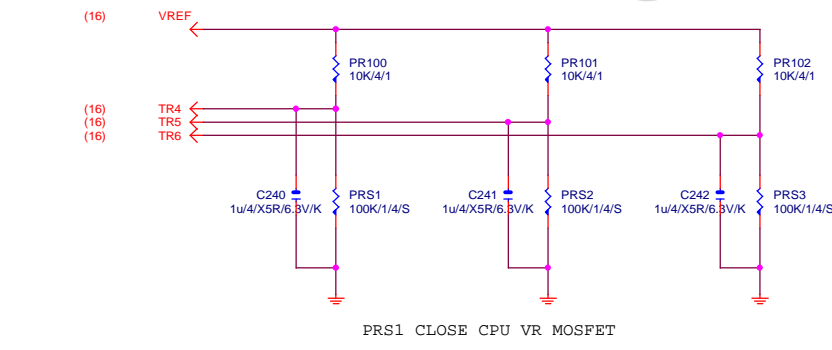 (16) VREF
PR100
10K/4/1
PR101
10K/4/1
PR102
10K/4/1
(16) TR4
(16) TR5
(16) TR6
C240
1u/4/X5R/6.3V/K
PRS1
100K/1/4/S
C241
1u/4/X5R/6.3V/K
PRS2
100K/1/4/S
C242
1u/4/X5R/6.3V/K
PRS3
100K/1/4/S
PRS1 CLOSE CPU VR MOSFET